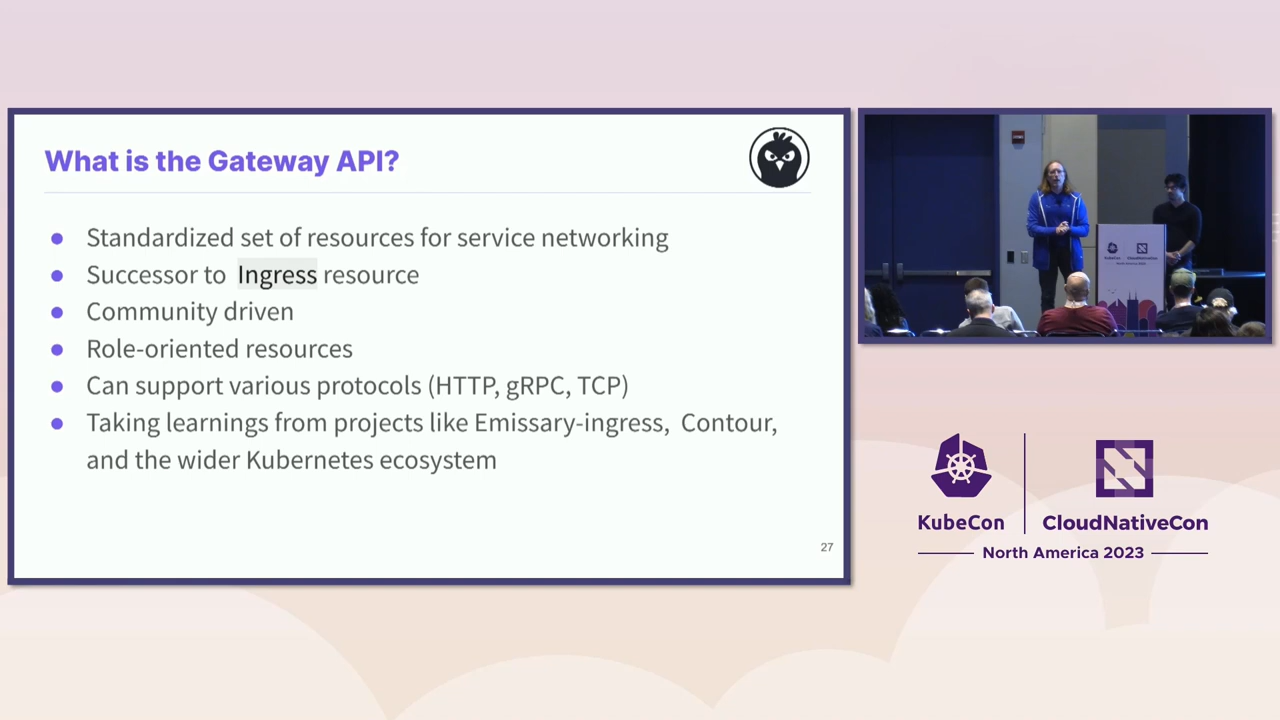 What is the Gateway API?
Standardized set of resources for service networking
Successor to Ingress resource
Community driven
Role-oriented resources
Can support various protocols (HTTP, gRPC, TCP)
Taking learnings from projects like Emissary-ingress, Contour,
and the wider Kubernetes ecosystem
27
KubeCon
CloudNativeCon
North America 2023